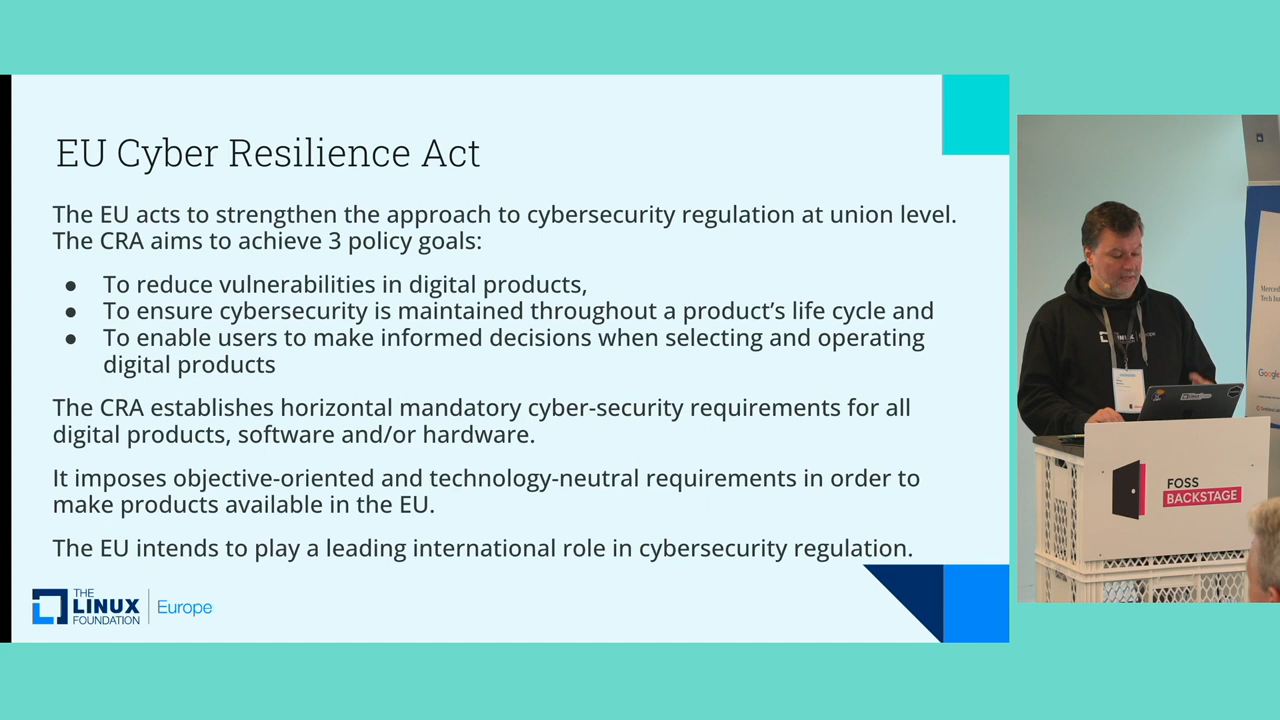 EU Cyber Resilience Act
The EU acts to strengthen the approach to cybersecurity regulation at union level.
The CRA aims to achieve 3 policy goals:
● To reduce vulnerabilities in digital products,
● To ensure cybersecurity is maintained throughout a product’s life cycle and
● To enable users to make informed decisions when selecting and operating
digital products
The CRA establishes horizontal mandatory cyber-security requirements for all
digital products, software and/or hardware.
It imposes objective-oriented and technology-neutral requirements in order to
make products available in the EU.
The EU intends to play a leading international role in cybersecurity regulation.
THE
LINUX
FOUNDATION
Europe
FOSS
BACKSTAGE